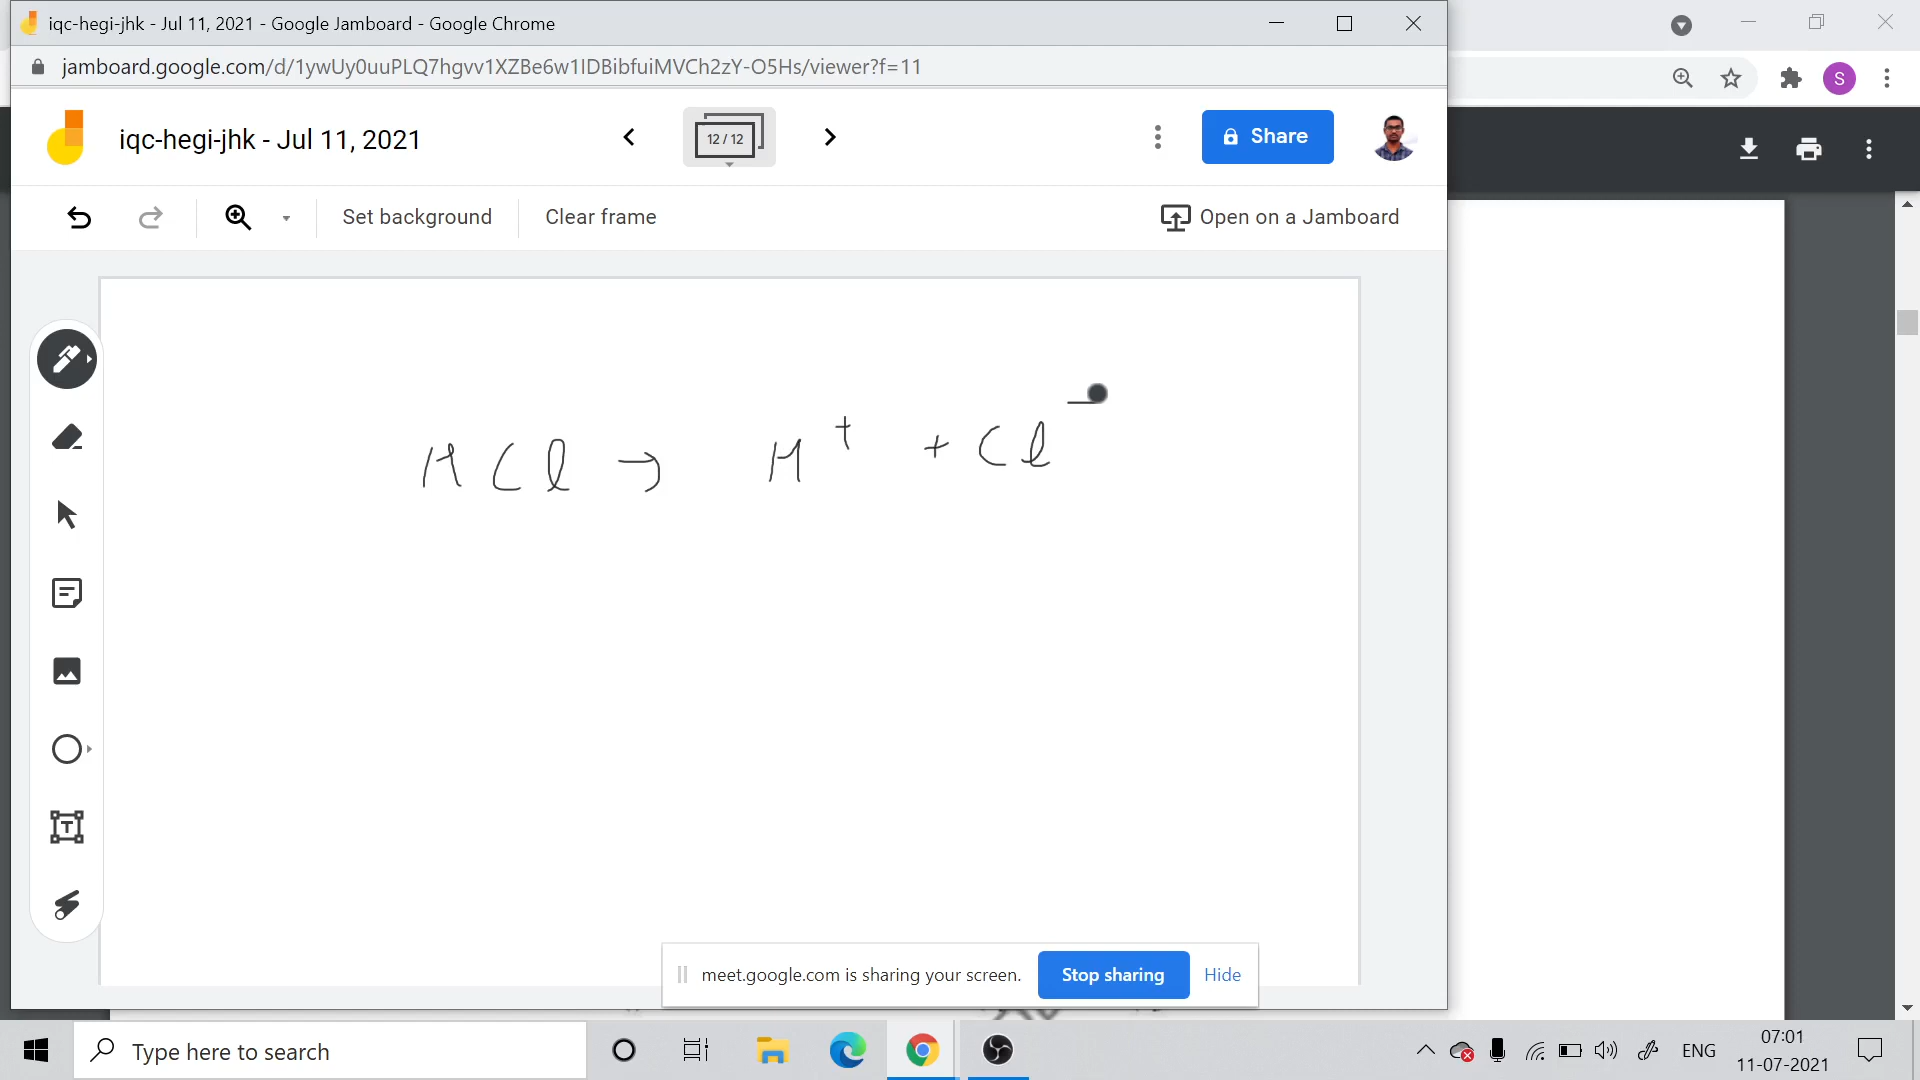 iqc-hegi-jhk - Jul 11, 2021 - Google Jamboard - Google Chrome
jamboard.google.com/d/1ywUy0uuPLQ7hgvv1XZBe6w1IDBibfuiMVCh2zY-O5Hs/viewer?f=11
S
iqc-hegi-jhk - Jul 11, 2021
12 / 12
Share
Set background
Clear frame
Open on a Jamboard
HCl → H⁺ + Cl⁻
T
meet.google.com is sharing your screen.
Stop sharing
Hide
Type here to search
ENG
07:01
11-07-2021